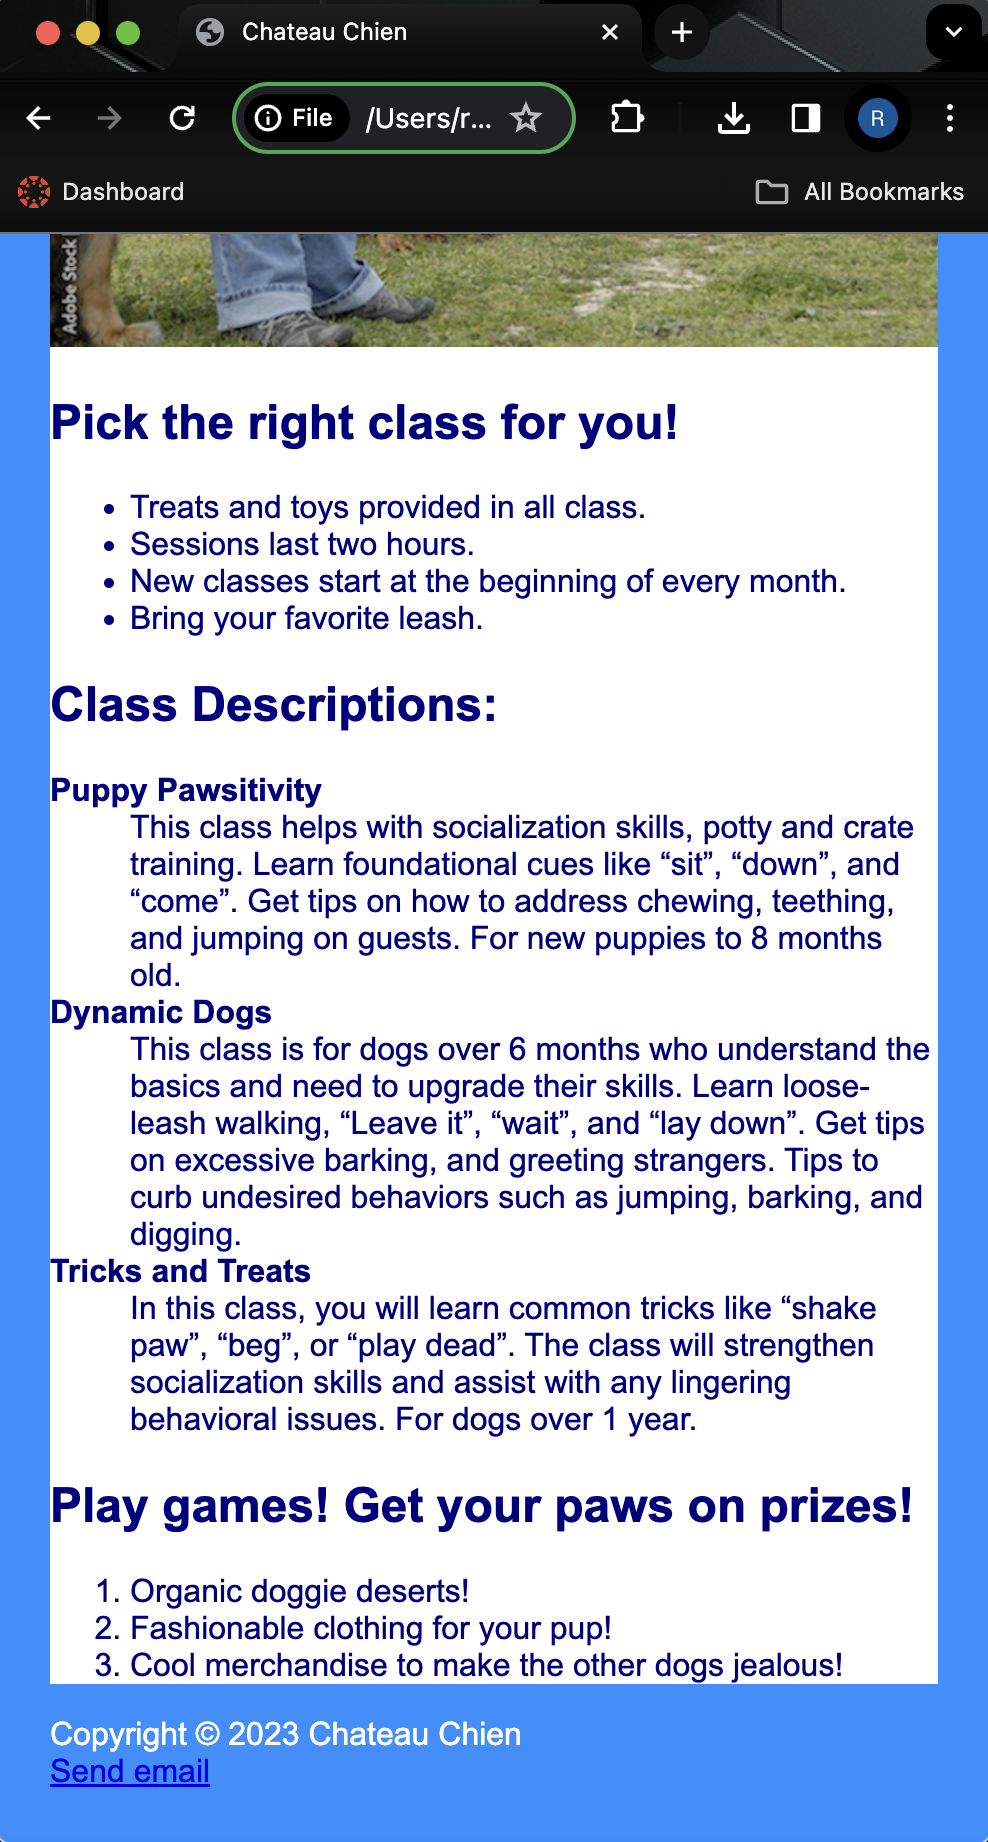 Chateau Chien
File /Users/r...
R
Dashboard
All Bookmarks
Adobe Stock
Pick the right class for you!
• Treats and toys provided in all class.
• Sessions last two hours.
• New classes start at the beginning of every month.
• Bring your favorite leash.
Class Descriptions:
Puppy Pawsitivity
This class helps with socialization skills, potty and crate
training. Learn foundational cues like “sit”, “down”, and
“come”. Get tips on how to address chewing, teething,
and jumping on guests. For new puppies to 8 months
old.
Dynamic Dogs
This class is for dogs over 6 months who understand the
basics and need to upgrade their skills. Learn loose-
leash walking, “Leave it”, “wait”, and “lay down”. Get tips
on excessive barking, and greeting strangers. Tips to
curb undesired behaviors such as jumping, barking, and
digging.
Tricks and Treats
In this class, you will learn common tricks like “shake
paw”, “beg”, or “play dead”. The class will strengthen
socialization skills and assist with any lingering
behavioral issues. For dogs over 1 year.
Play games! Get your paws on prizes!
1. Organic doggie deserts!
2. Fashionable clothing for your pup!
3. Cool merchandise to make the other dogs jealous!
Copyright © 2023 Chateau Chien
Send email